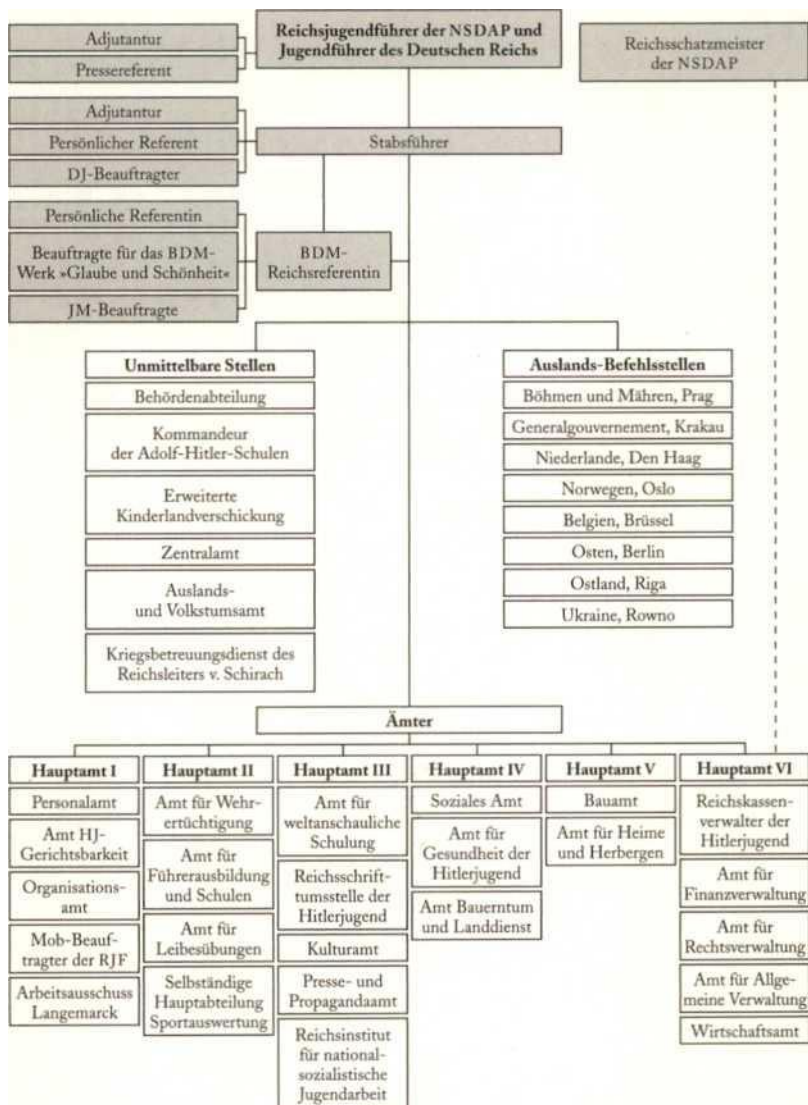 Adjutantur
Pressereferent
Reichsjugendführer der NSDAP und
Jugendführer des Deutschen Reichs
Reichsschatzmeister
der NSDAP
Adjutantur
Persönlicher Referent
DJ-Beauftragter
Stabsführer
Persönliche Referentin
Beauftragte für das BDM-
Werk »Glaube und Schönheit«
JM-Beauftragte
BDM-
Reichsreferentin
Unmittelbare Stellen
Behördenabteilung
Kommandeur
der Adolf-Hitler-Schulen
Erweiterte
Kinderlandverschickung
Zentralamt
Auslands-
und Volkstumsamt
Kriegsbetreuungsdienst des
Reichsleiters v. Schirach
Auslands-Befehlsstellen
Böhmen und Mähren, Prag
Generalgouvernement, Krakau
Niederlande, Den Haag
Norwegen, Oslo
Belgien, Brüssel
Osten, Berlin
Ostland, Riga
Ukraine, Rowno
Ämter
Hauptamt I
Personalamt
Amt HJ-
Gerichtsbarkeit
Organisations-
amt
Mob-Beauf-
tragter der RJF
Arbeitsausschuss
Langemarck
Hauptamt II
Amt für Wehr-
ertüchtigung
Amt für
Führerausbildung
und Schulen
Amt für
Leibesübungen
Selbständige
Hauptabteilung
Sportauswertung
Hauptamt III
Amt für
weltanschauliche
Schulung
Reichsschrift-
tumsstelle der
Hitlerjugend
Kulturamt
Presse- und
Propagandaamt
Reichsinstitut
für national-
sozialistische
Jugendarbeit
Hauptamt IV
Soziales Amt
Amt für
Gesundheit der
Hitlerjugend
Amt Bauerntum
und Landdienst
Hauptamt V
Bauamt
Amt für Heime
und Herbergen
Hauptamt VI
Reichskassen-
verwalter der
Hitlerjugend
Amt für
Finanzverwaltung
Amt für
Rechtsverwaltung
Amt für Allge-
meine Verwaltung
Wirtschaftsamt